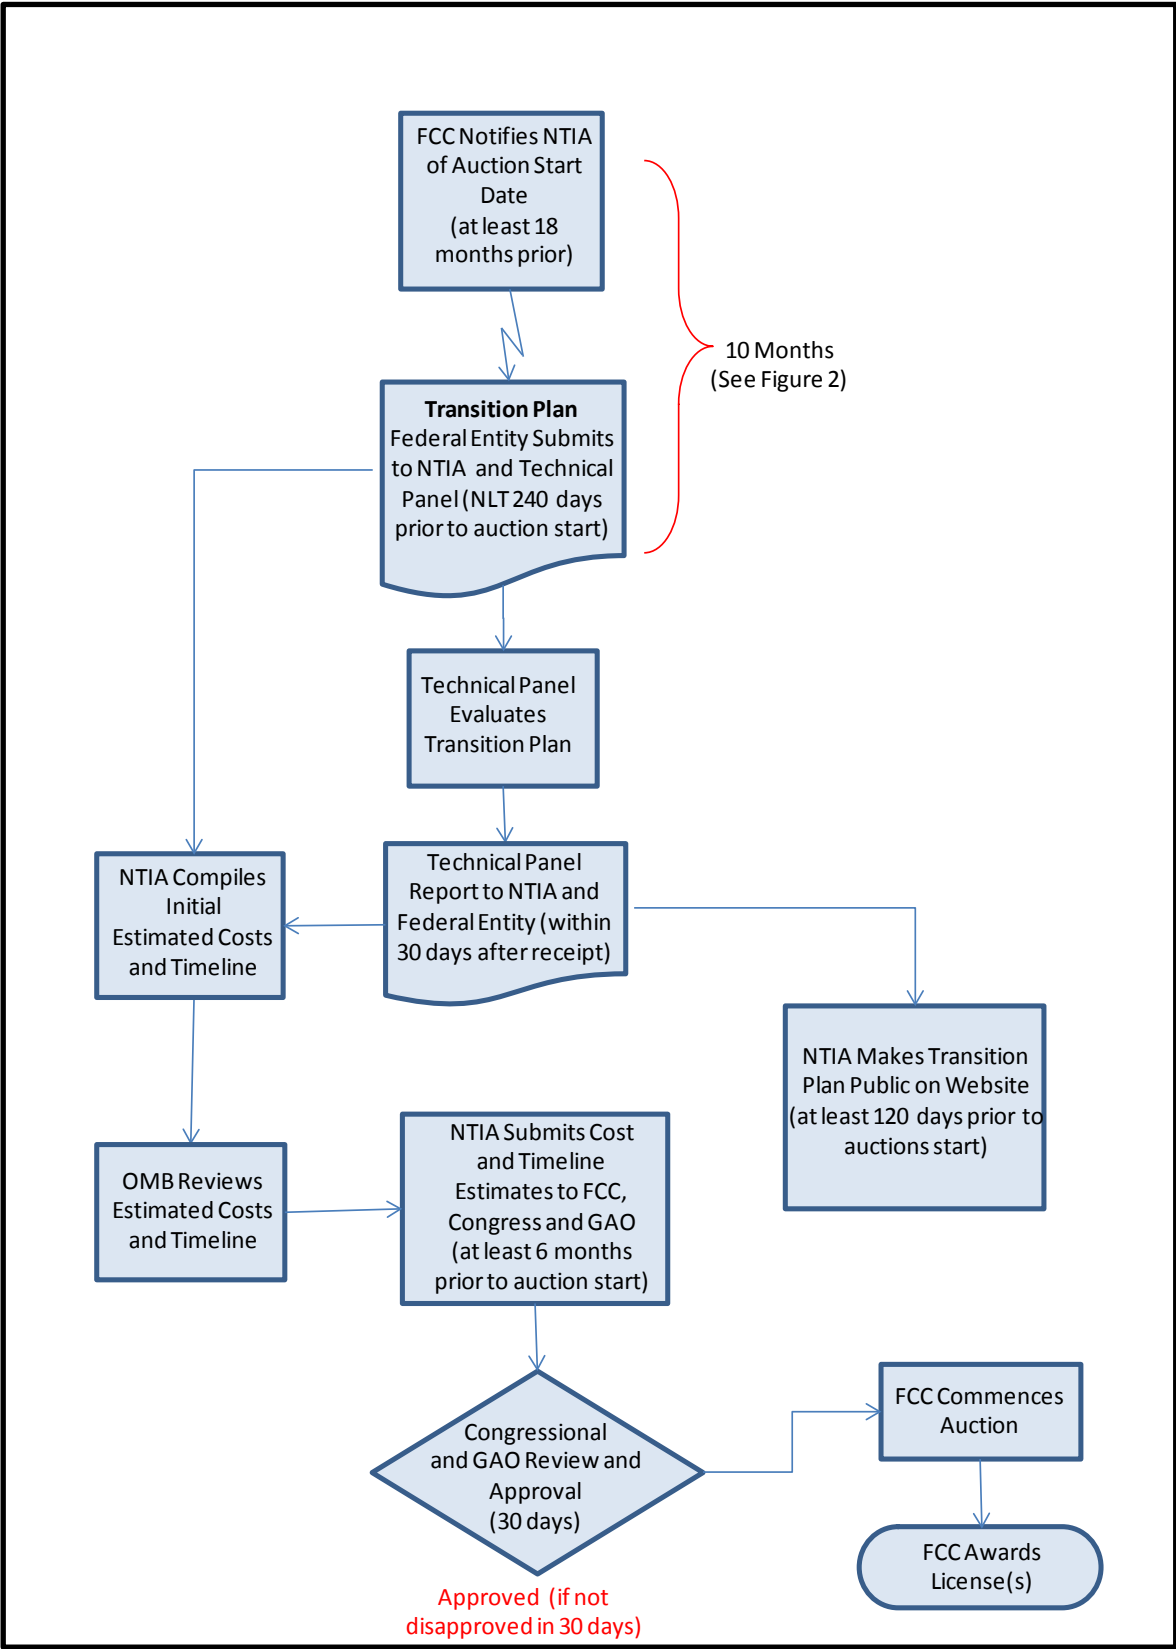 FCC Notifies NTIA
of Auction Start
Date
(at least 18
months prior)
10 Months
(See Figure 2)
Transition Plan
Federal Entity Submits
to NTIA and Technical
Panel (NLT 240 days
prior to auction start)
Technical Panel
Evaluates
Transition Plan
Technical Panel
Report to NTIA and
Federal Entity (within
30 days after receipt)
NTIA Compiles
Initial
Estimated Costs
and Timeline
NTIA Makes Transition
Plan Public on Website
(at least 120 days prior to
auctions start)
OMB Reviews
Estimated Costs
and Timeline
NTIA Submits Cost
and Timeline
Estimates to FCC,
Congress and GAO
(at least 6 months
prior to auction start)
Congressional
and GAO Review and
Approval
(30 days)
Approved (if not
disapproved in 30 days)
FCC Commences
Auction
FCC Awards
License(s)